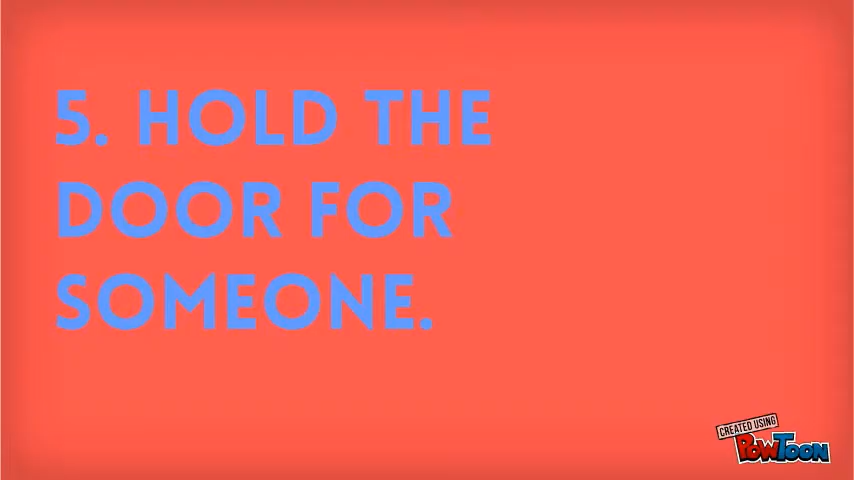 5. HOLD THE
DOOR FOR
SOMEONE.
CREATED USING
POWTOON